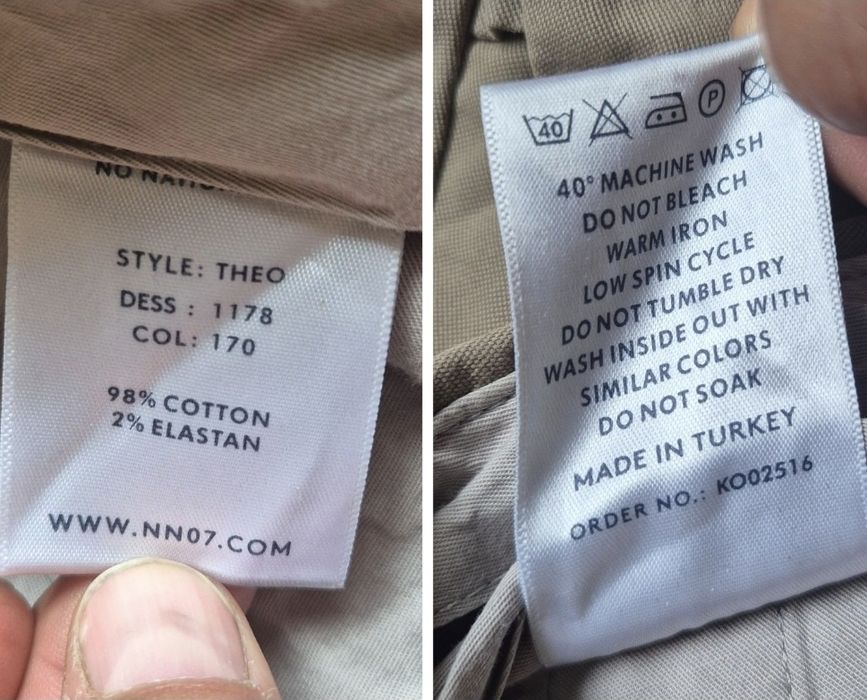 NO
STYLE: THEO
DESS : 1178
COL: 170
98% COTTON
2% ELASTAN
WWW.NN07.COM
40 P
40° MACHINE WASH
DO NOT BLEACH
WARM IRON
LOW SPIN CYCLE
DO NOT TUMBLE DRY
WASH INSIDE OUT WITH
SIMILAR COLORS
DO NOT SOAK
MADE IN TURKEY
ORDER NO.: KO02516